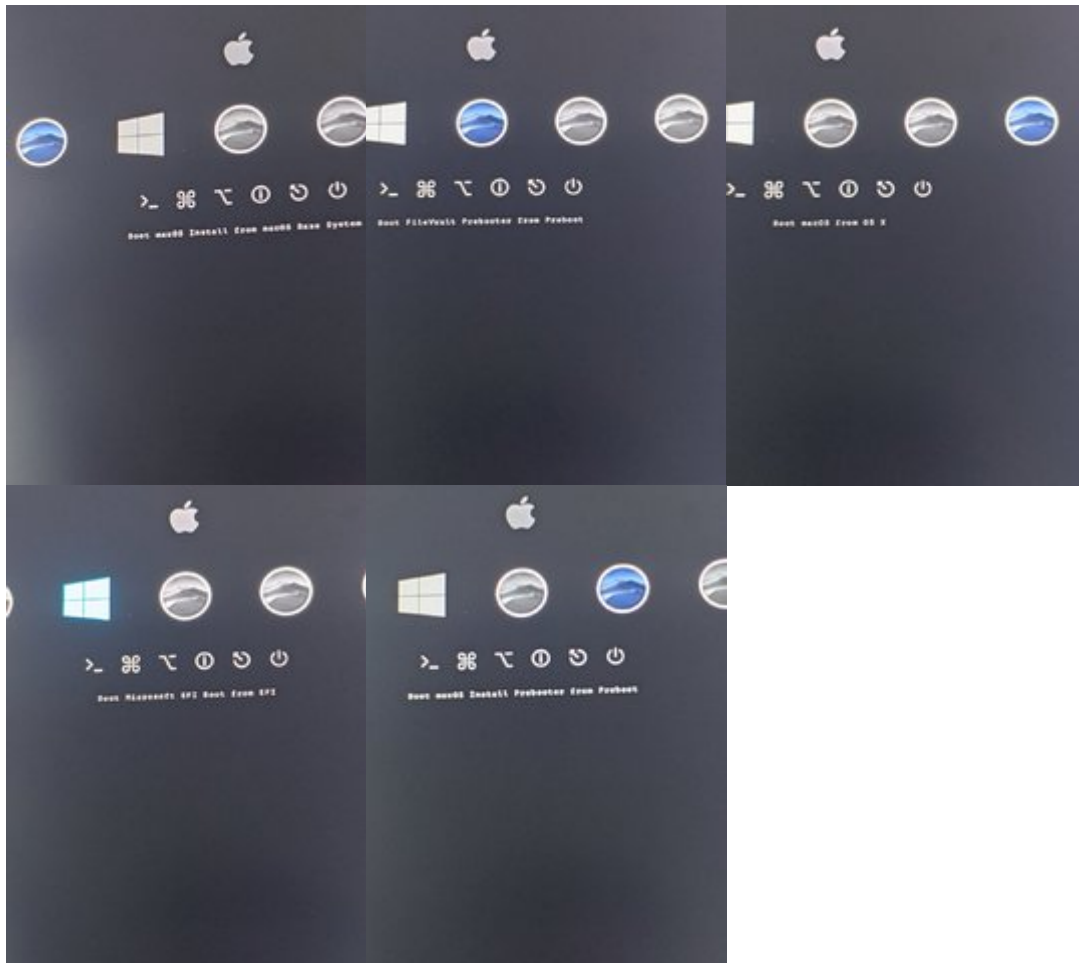 Boot macOS Install from macOS Base System
Boot FileVault Prebooter from Preboot
Boot macOS from OS X
Boot Microsoft EFI Boot from EFI
Boot macOS Install Prebooter from Preboot